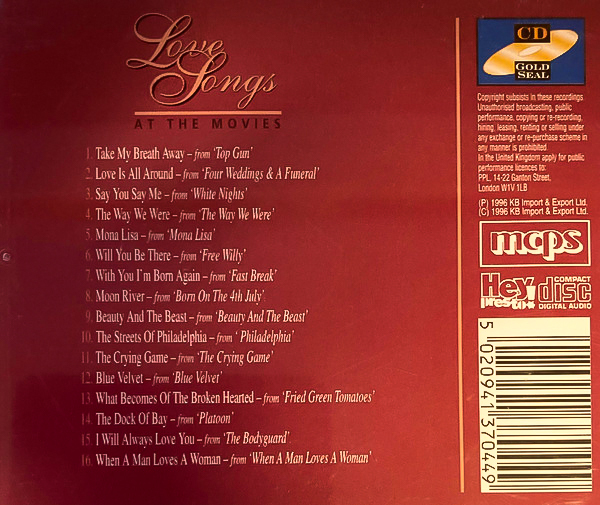 Love
Songs
AT THE MOVIES
1. Take My Breath Away – from 'Top Gun'
2. Love Is All Around – from 'Four Weddings & A Funeral'
3. Say You Say Me – from 'White Nights'
4. The Way We Were – from 'The Way We Were'
5. Mona Lisa – from 'Mona Lisa'
6. Will You Be There – from 'Free Willy'
7. With You I'm Born Again – from 'Fast Break'
8. Moon River – from 'Born On The 4th July'
9. Beauty And The Beast – from 'Beauty And The Beast'
10. The Streets Of Philadelphia – from ' Philadelphia'
11. The Crying Game – from 'The Crying Game'
12. Blue Velvet – from 'Blue Velvet'
13. What Becomes Of The Broken Hearted – from 'Fried Green Tomatoes'
14. The Dock Of Bay – from 'Platoon'
15. I Will Always Love You – from 'The Bodyguard'
16. When A Man Loves A Woman – from 'When A Man Loves A Woman'
CD
GOLD
SEAL
Copyright subsists in these recordings
Unauthorised broadcasting, public
performance, copying or re-recording,
hining, leasing, renting or selling under
any exchange or re-purchase scheme in
any manner is prohibited
In the United Kingdom apply for public
performance licences to:
PPL, 14-22 Ganton Street,
London W1V 1LB
(P) 1996 KB Import & Export Ltd.
(C) 1996 KB Import & Export Ltd.
mcps
Hey
presto!
COMPACT
disc
DIGITAL AUDIO
5 020941 370449